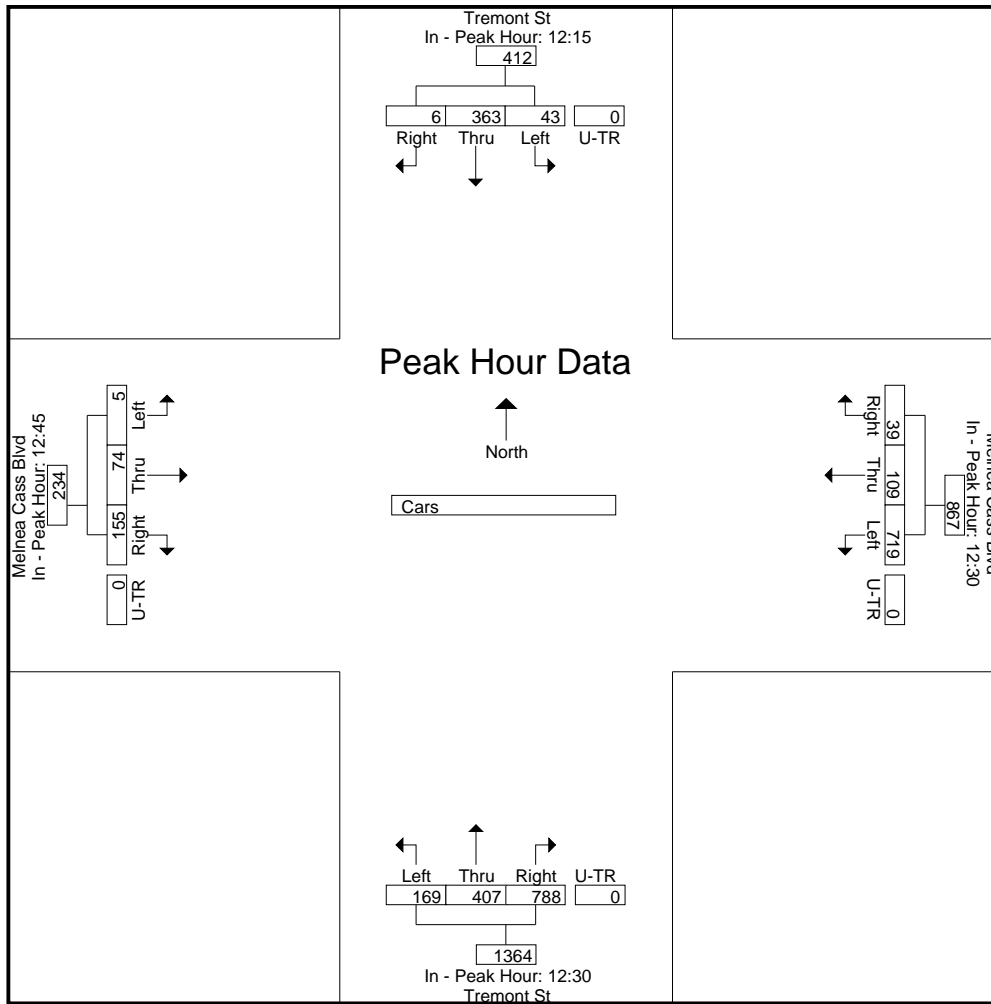 Tremont St
In - Peak Hour: 12:15
412
6 363 43 0
Right Thru Left U-TR
Peak Hour Data
North
Cars
Melnea Cass Blvd
In - Peak Hour: 12:45
234
5 74 155 0
Left Thru Right U-TR
Cass Blvd
In - Peak Hour: 12:30
867
39 109 719 0
Right Thru Left U-TR
Left Thru Right U-TR
169 407 788 0
1364
In - Peak Hour: 12:30
Tremont St